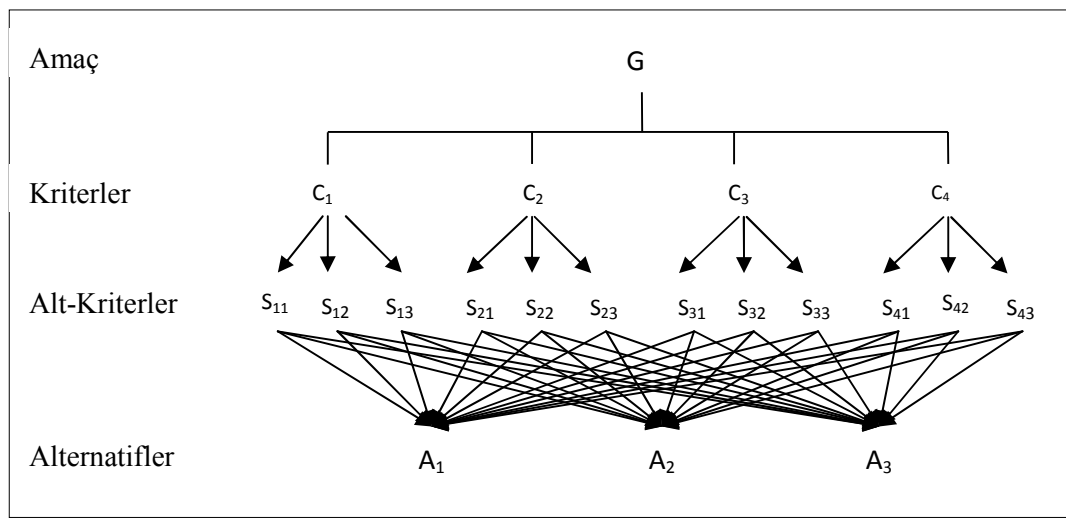 Amaç G
Kriterler C1 C2 C3 C4
Alt-Kriterler S11 S12 S13 S21 S22 S23 S31 S32 S33 S41 S42 S43
Alternatifler A1 A2 A3